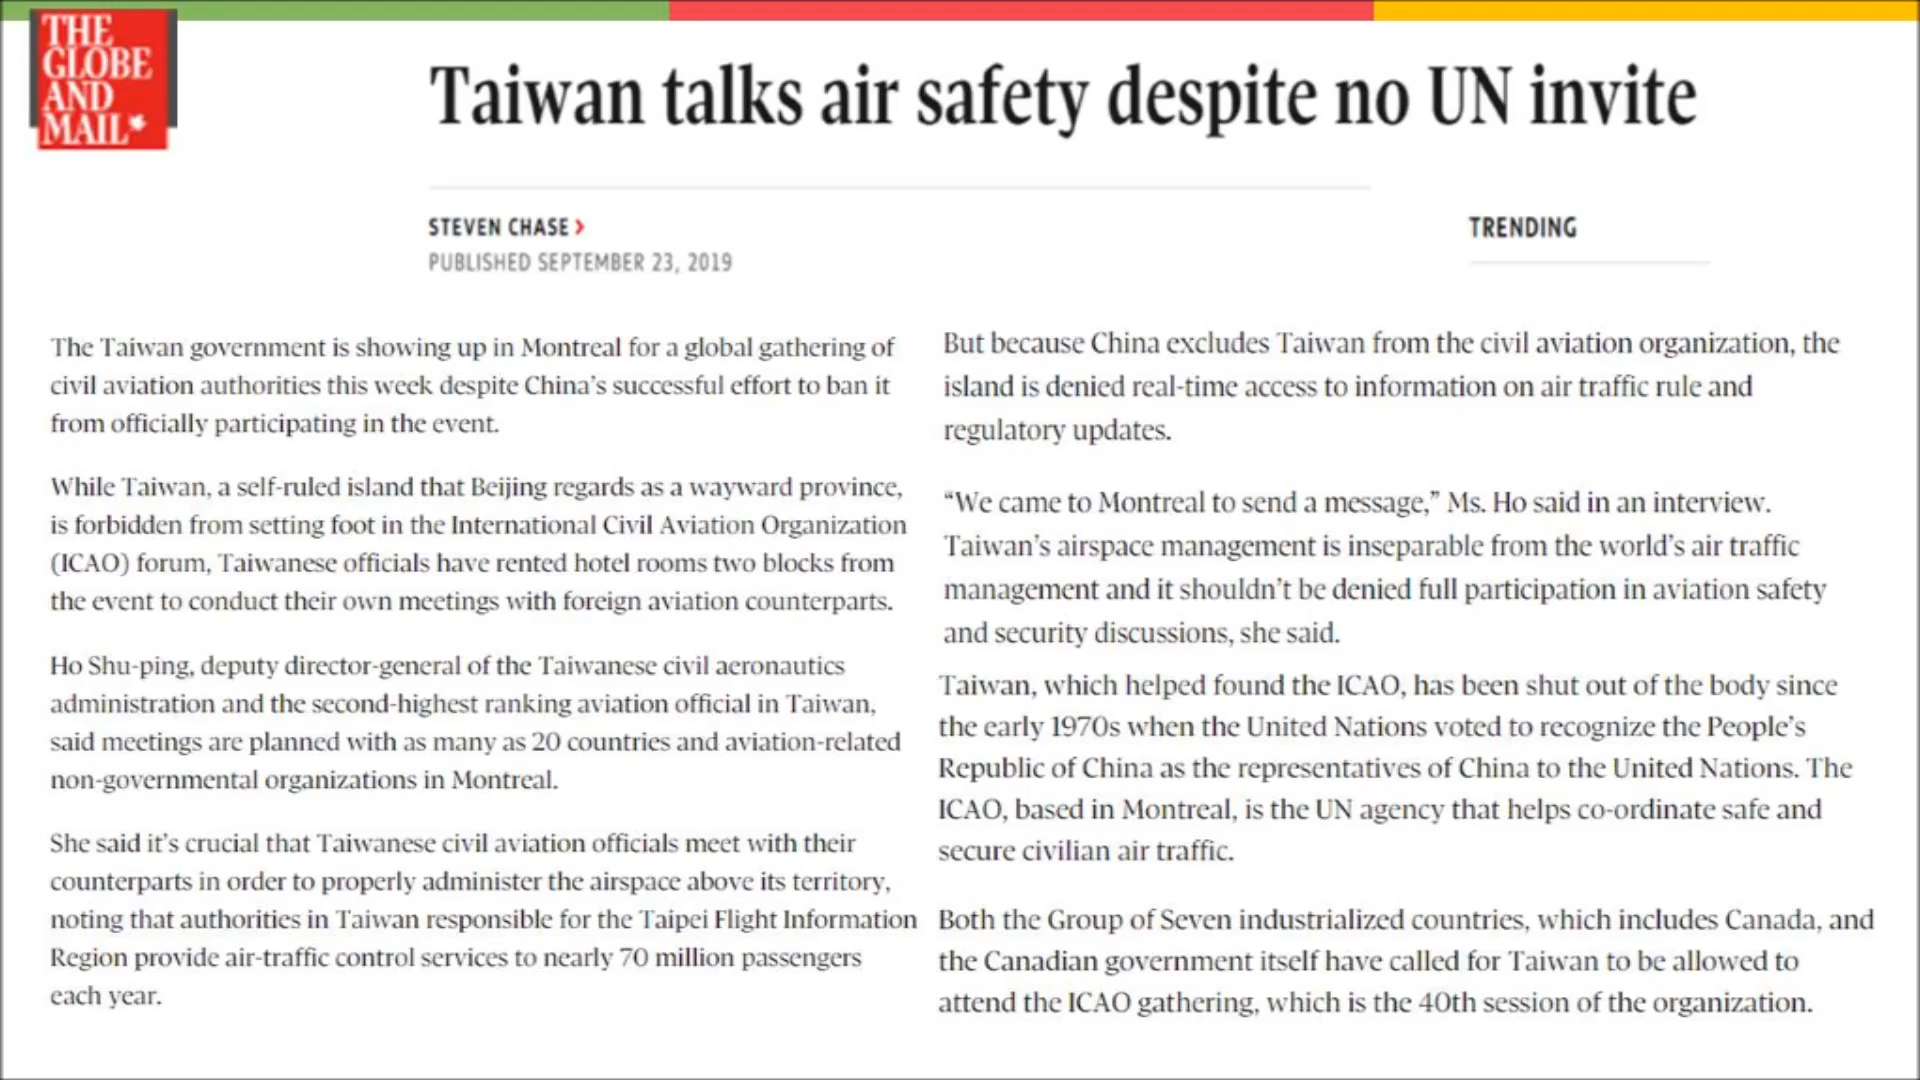 THE
GLOBE
AND
MAIL
Taiwan talks air safety despite no UN invite
STEVEN CHASE >
PUBLISHED SEPTEMBER 23, 2019
TRENDING
The Taiwan government is showing up in Montreal for a global gathering of
civil aviation authorities this week despite China's successful effort to ban it
from officially participating in the event.
While Taiwan, a self-ruled island that Beijing regards as a wayward province,
is forbidden from setting foot in the International Civil Aviation Organization
(ICAO) forum, Taiwanese officials have rented hotel rooms two blocks from
the event to conduct their own meetings with foreign aviation counterparts.
Ho Shu-ping, deputy director-general of the Taiwanese civil aeronautics
administration and the second-highest ranking aviation official in Taiwan,
said meetings are planned with as many as 20 countries and aviation-related
non-governmental organizations in Montreal.
She said it's crucial that Taiwanese civil aviation officials meet with their
counterparts in order to properly administer the airspace above its territory,
noting that authorities in Taiwan responsible for the Taipei Flight Information
Region provide air-traffic control services to nearly 70 million passengers
each year.
But because China excludes Taiwan from the civil aviation organization, the
island is denied real-time access to information on air traffic rule and
regulatory updates.
“We came to Montreal to send a message,” Ms. Ho said in an interview.
Taiwan's airspace management is inseparable from the world's air traffic
management and it shouldn't be denied full participation in aviation safety
and security discussions, she said.
Taiwan, which helped found the ICAO, has been shut out of the body since
the early 1970s when the United Nations voted to recognize the People's
Republic of China as the representatives of China to the United Nations. The
ICAO, based in Montreal, is the UN agency that helps co-ordinate safe and
secure civilian air traffic.
Both the Group of Seven industrialized countries, which includes Canada, and
the Canadian government itself have called for Taiwan to be allowed to
attend the ICAO gathering, which is the 40th session of the organization.